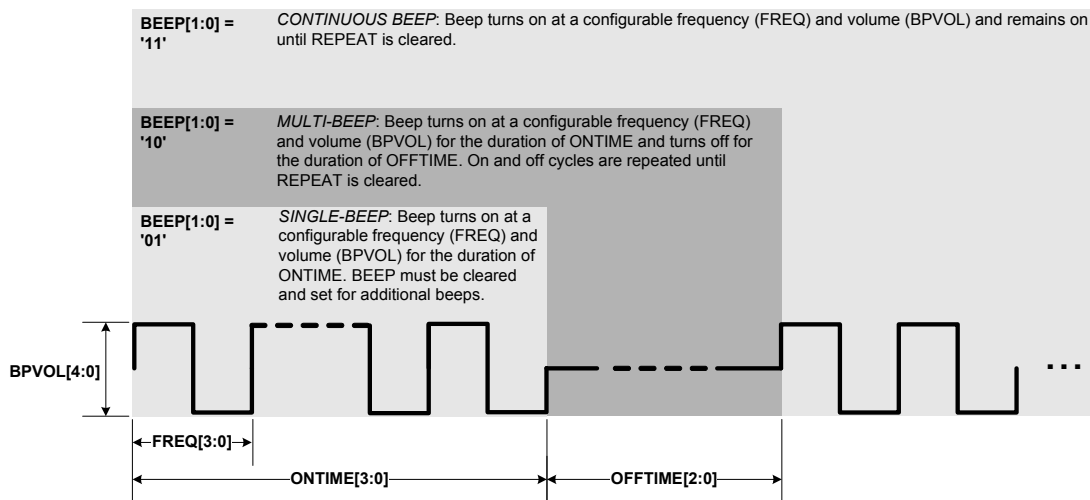 BEEP[1:0] =
'11'
CONTINUOUS BEEP: Beep turns on at a configurable frequency (FREQ) and volume (BPVOL) and remains on
until REPEAT is cleared.
BEEP[1:0] =
'10'
MULTI-BEEP: Beep turns on at a configurable frequency (FREQ)
and volume (BPVOL) for the duration of ONTIME and turns off for
the duration of OFFTIME. On and off cycles are repeated until
REPEAT is cleared.
BEEP[1:0] =
'01'
SINGLE-BEEP: Beep turns on at a
configurable frequency (FREQ) and
volume (BPVOL) for the duration of
ONTIME. BEEP must be cleared
and set for additional beeps.
BPVOL[4:0]
...
FREQ[3:0]
ONTIME[3:0]
OFFTIME[2:0]